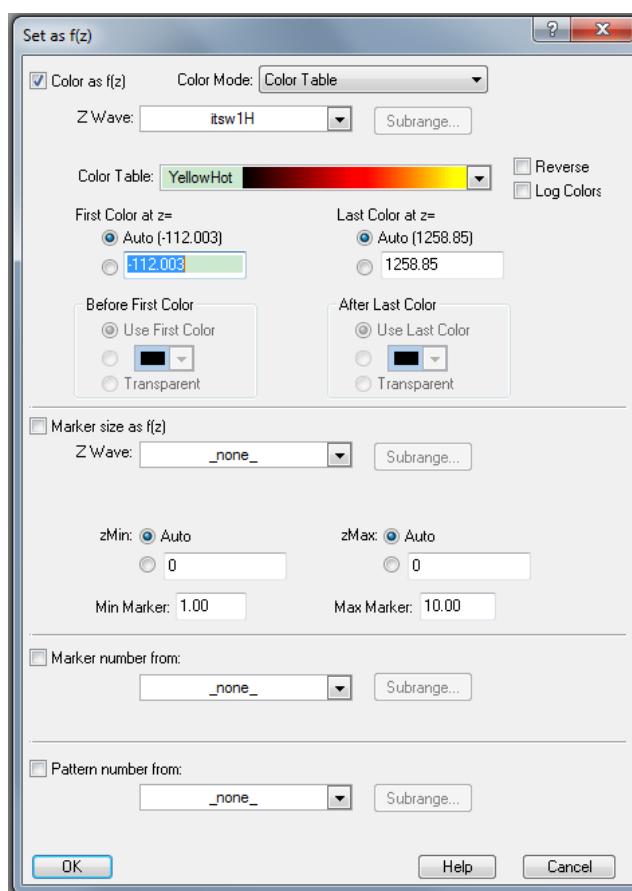 Set as f(z)
?
Color as f(z) Color Mode: Color Table
Z Wave: itsw1H Subrange...
Color Table: YellowHot
Reverse
Log Colors
First Color at z= Last Color at z=
Auto (-112.003) Auto (1258.85)
-112.003 1258.85
Before First Color After Last Color
Use First Color Use Last Color
Transparent Transparent
Marker size as f(z)
Z Wave: _none_ Subrange...
zMin: Auto zMax: Auto
0 0
Min Marker: 1.00 Max Marker: 10.00
Marker number from:
_none_ Subrange...
Pattern number from:
_none_ Subrange...
OK Help Cancel